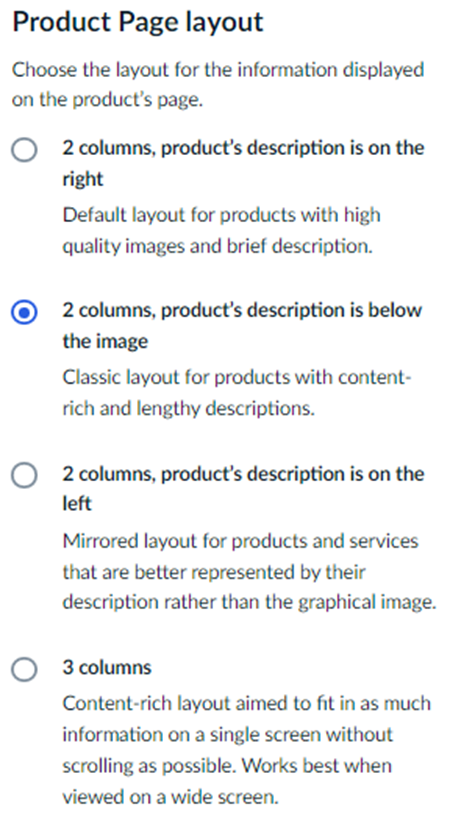 Product Page layout
Choose the layout for the information displayed
on the product's page.
2 columns, product's description is on the
right
Default layout for products with high
quality images and brief description.
2 columns, product's description is below
the image
Classic layout for products with content-
rich and lengthy descriptions.
2 columns, product's description is on the
left
Mirrored layout for products and services
that are better represented by their
description rather than the graphical image.
3 columns
Content-rich layout aimed to fit in as much
information on a single screen without
scrolling as possible. Works best when
viewed on a wide screen.